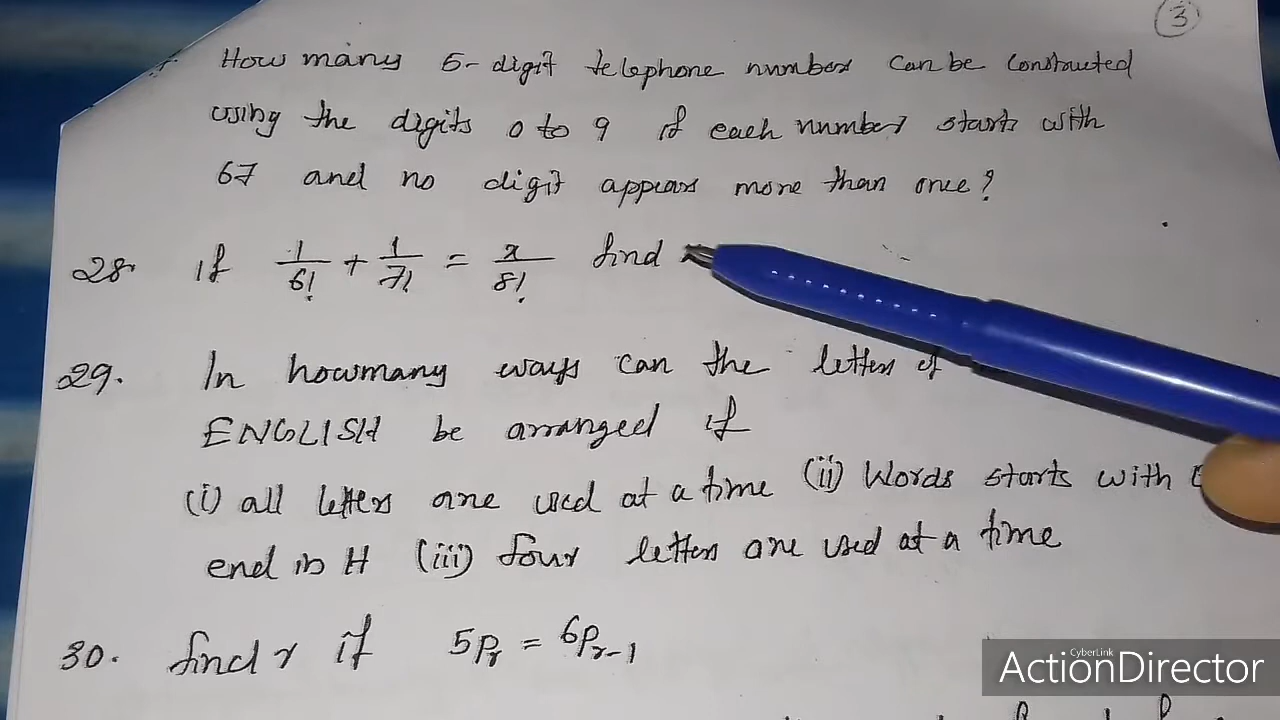 3
How many 5-digit telephone numbers can be constructed
using the digits 0 to 9 if each number starts with
67 and no digit appears more than once?
28. if 1/6! + 1/7! = x/8! find
29. In howmany ways can the letters of
ENGLISH be arranged if
(i) all letters are used at a time (ii) Words starts with
end in H (iii) four letters are used at a time
30. find r if 5Pr = 6Pr-1
CyberLink
ActionDirector